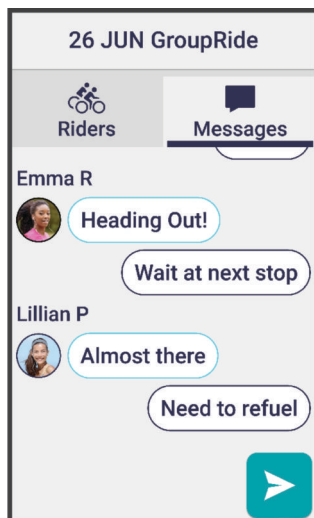 26 JUN GroupRide
Riders
Messages
Emma R
Heading Out!
Wait at next stop
Lillian P
Almost there
Need to refuel